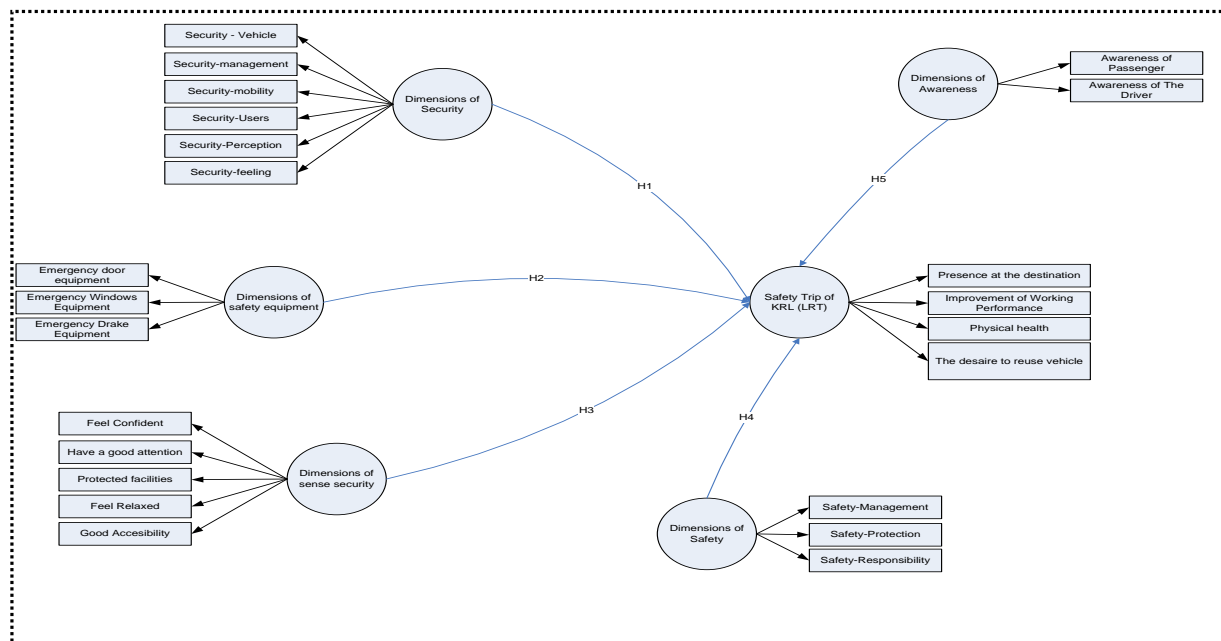 Security - Vehicle
Security-management
Security-mobility
Security-Users
Security-Perception
Security-feeling
Dimensions of
Security
H1
Dimensions of
Awareness
Awareness of
Passenger
Awareness of The
Driver
H5
Emergency door
equipment
Emergency Windows
Equipment
Emergency Drake
Equipment
Dimensions of
safety equipment
H2
Safety Trip of
KRL (LRT)
Presence at the destination
Improvement of Working
Performance
Physical health
The desaire to reuse vehicle
Feel Confident
Have a good attention
Protected facilities
Feel Relaxed
Good Accesibility
Dimensions of
sense security
H3
H4
Dimensions of
Safety
Safety-Management
Safety-Protection
Safety-Responsibility